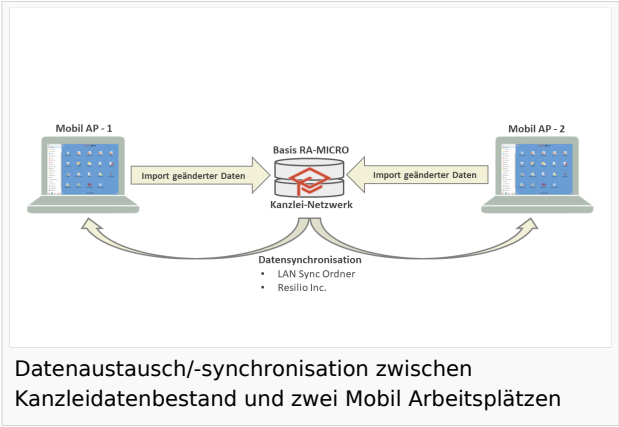 Mobil AP - 1
Mobil AP - 2
Basis RA-MICRO
Import geänderter Daten
Import geänderter Daten
Kanzlei-Netzwerk
Datensynchronisation
• LAN Sync Ordner
• Resilio Inc.
Datenaustausch/-synchronisation zwischen
Kanzleidatenbestand und zwei Mobil Arbeitsplätzen